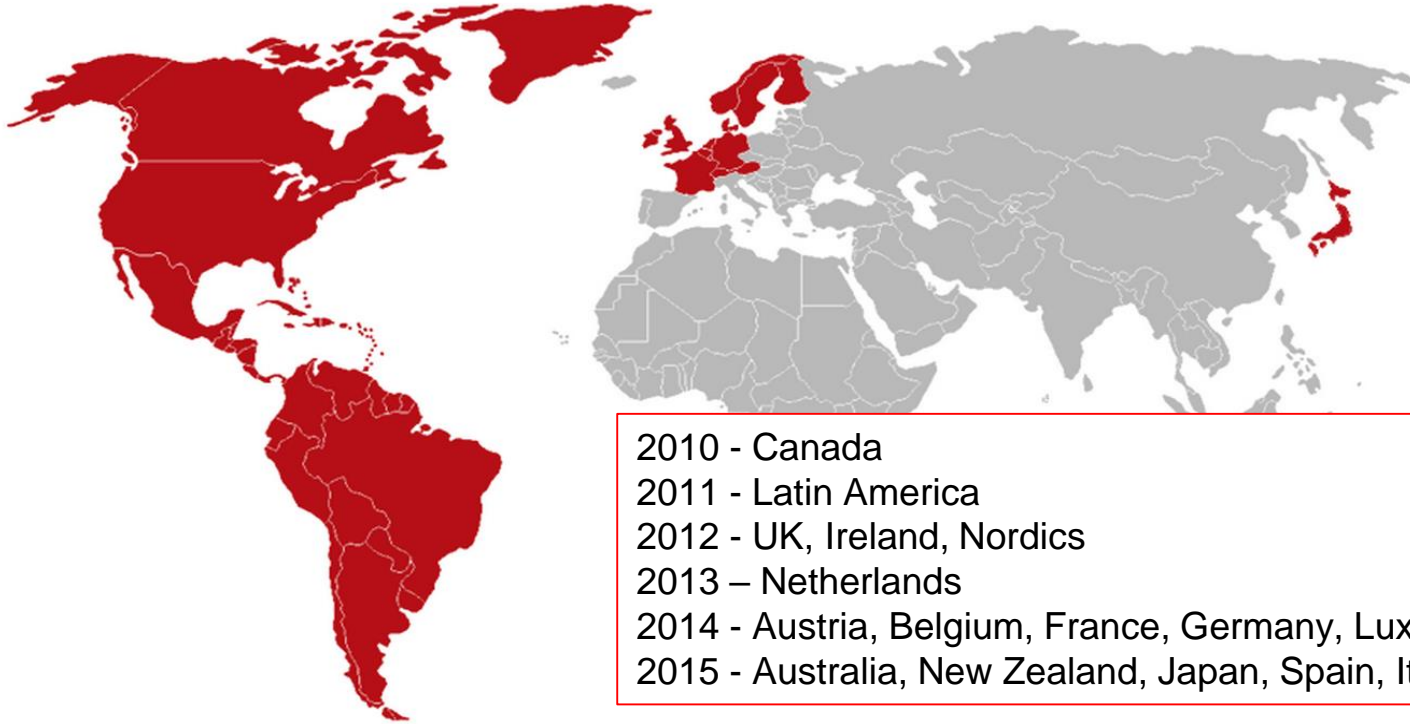 2010 - Canada
2011 - Latin America
2012 - UK, Ireland, Nordics
2013 – Netherlands
2014 - Austria, Belgium, France, Germany, Lux
2015 - Australia, New Zealand, Japan, Spain, It